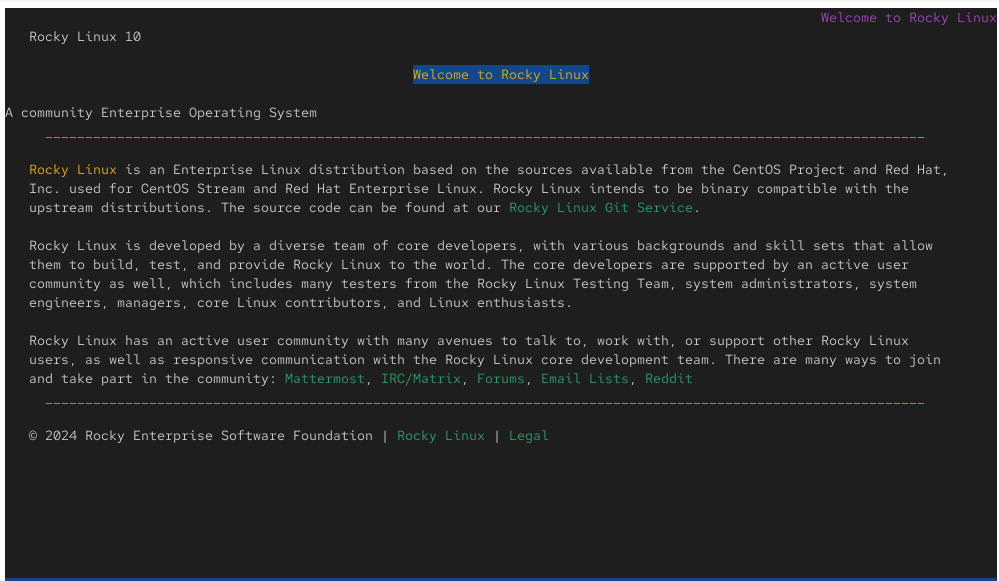 Welcome to Rocky Linux
Rocky Linux 10
Welcome to Rocky Linux
A community Enterprise Operating System
Rocky Linux is an Enterprise Linux distribution based on the sources available from the CentOS Project and Red Hat,
Inc. used for CentOS Stream and Red Hat Enterprise Linux. Rocky Linux intends to be binary compatible with the
upstream distributions. The source code can be found at our Rocky Linux Git Service.
Rocky Linux is developed by a diverse team of core developers, with various backgrounds and skill sets that allow
them to build, test, and provide Rocky Linux to the world. The core developers are supported by an active user
community as well, which includes many testers from the Rocky Linux Testing Team, system administrators, system
engineers, managers, core Linux contributors, and Linux enthusiasts.
Rocky Linux has an active user community with many avenues to talk to, work with, or support other Rocky Linux
users, as well as responsive communication with the Rocky Linux core development team. There are many ways to join
and take part in the community: Mattermost, IRC/Matrix, Forums, Email Lists, Reddit
© 2024 Rocky Enterprise Software Foundation | Rocky Linux | Legal